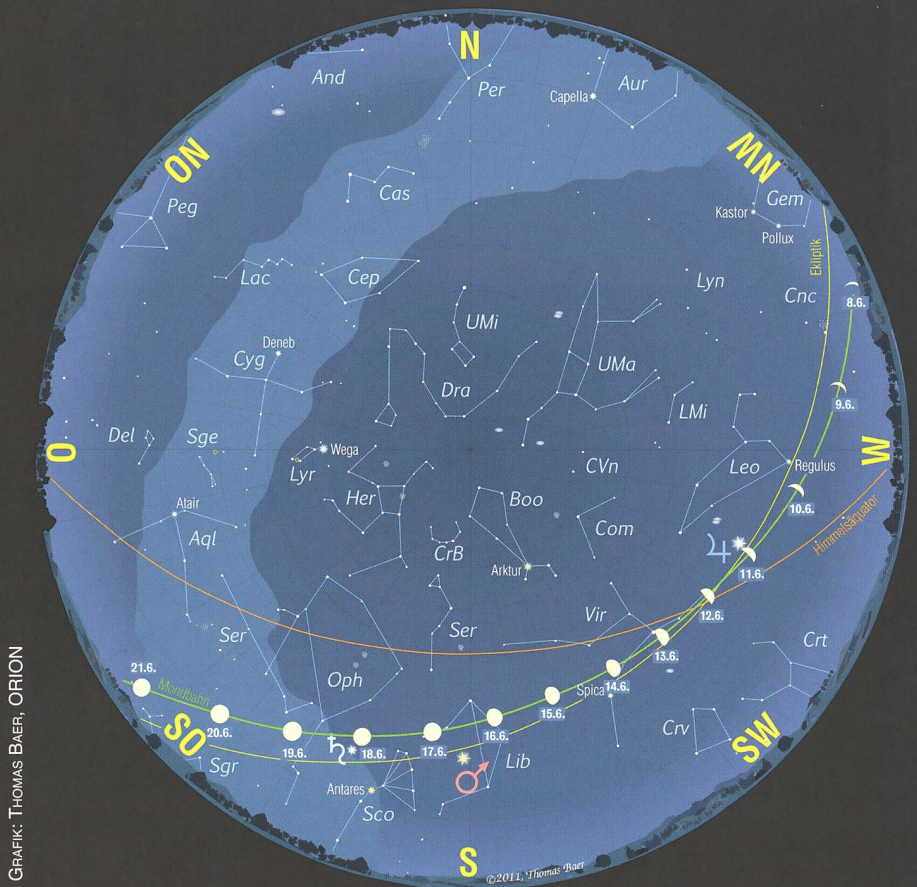 N
And
Per
Capella
Aur
NO
NW
Cas
Peg
Gem
Kastor
Pollux
Ekliptik
Lac
Cep
Lyn
Cnc
8.6.
UMi
Deneb
Cyg
UMa
Dra
9.6.
LMi
Del
Sge
O
W
Wega
Lyr
CVn
Leo
Regulus
Her
Boo
10.6.
Atair
Com
Himmelsäquator
Aql
CrB
Arktur
11.6.
12.6.
Vir
Ser
Ser
Crt
13.6.
21.6.
Mondbahn
Oph
Spica
14.6.
15.6.
SO
20.6.
19.6.
18.6.
17.6.
16.6.
Crv
SW
Sgr
Lib
Antares
Sco
S
©2011, Thomas Baer
GRAFIK: THOMAS BAER, ORION